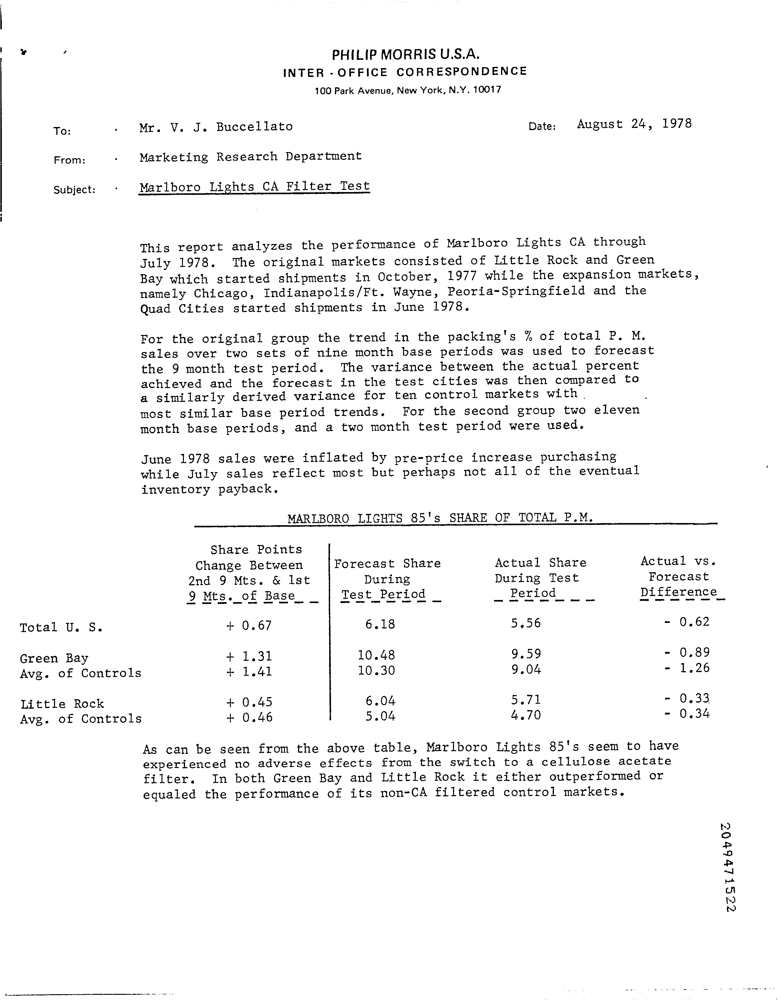 PHILIP MORRIS U.S.A.
INTER - OFFICE CORRESPONDENCE
100 Park Avenue, New York, N.Y. 10017
To: · Mr. V. J. Buccellato Date: August 24, 1978
From: · Marketing Research Department
Subject: · Marlboro Lights CA Filter Test
This report analyzes the performance of Marlboro Lights CA through
July 1978. The original markets consisted of Little Rock and Green
Bay which started shipments in October, 1977 while the expansion markets,
namely Chicago, Indianapolis/Ft. Wayne, Peoria-Springfield and the
Quad Cities started shipments in June 1978.
For the original group the trend in the packing's % of total P. M.
sales over two sets of nine month base periods was used to forecast
the 9 month test period. The variance between the actual percent
achieved and the forecast in the test cities was then compared to
a similarly derived variance for ten control markets with
most similar base period trends. For the second group two eleven
month base periods, and a two month test period were used.
June 1978 sales were inflated by pre-price increase purchasing
while July sales reflect most but perhaps not all of the eventual
inventory payback.
MARLBORO LIGHTS 85's SHARE OF TOTAL P.M.
Share Points
Change Between Forecast Share Actual Share Actual vs.
2nd 9 Mts. & 1st During During Test Forecast
9 Mts. of Base Test Period Period Difference
Total U. S. + 0.67 6.18 5.56 - 0.62
Green Bay + 1.31 10.48 9.59 - 0.89
Avg. of Controls + 1.41 10.30 9.04 - 1.26
Little Rock + 0.45 6.04 5.71 - 0.33
Avg. of Controls + 0.46 5.04 4.70 - 0.34
As can be seen from the above table, Marlboro Lights 85's seem to have
experienced no adverse effects from the switch to a cellulose acetate
filter. In both Green Bay and Little Rock it either outperformed or
equaled the performance of its non-CA filtered control markets.
2049471522